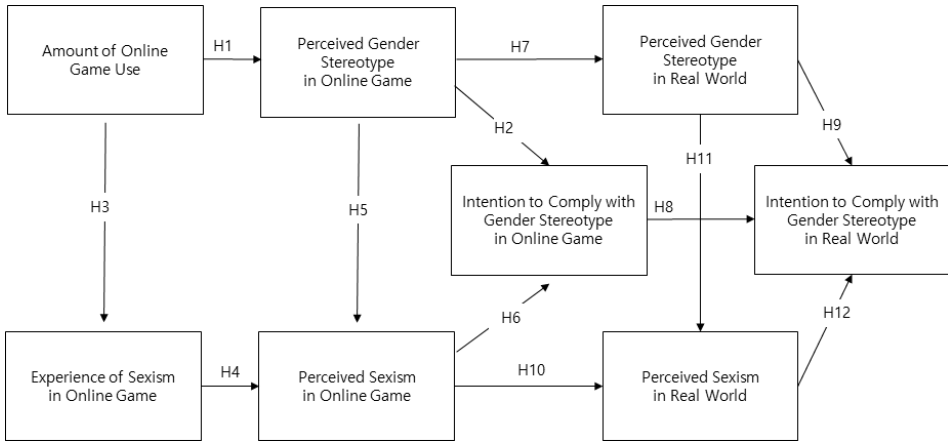 Amount of Online
Game Use
H1
Perceived Gender
Stereotype
in Online Game
H7
Perceived Gender
Stereotype
in Real World
H2
H9
H3
H5
H11
Intention to Comply with
Gender Stereotype
in Online Game
H8
Intention to Comply with
Gender Stereotype
in Real World
H6
H12
Experience of Sexism
in Online Game
H4
Perceived Sexism
in Online Game
H10
Perceived Sexism
in Real World